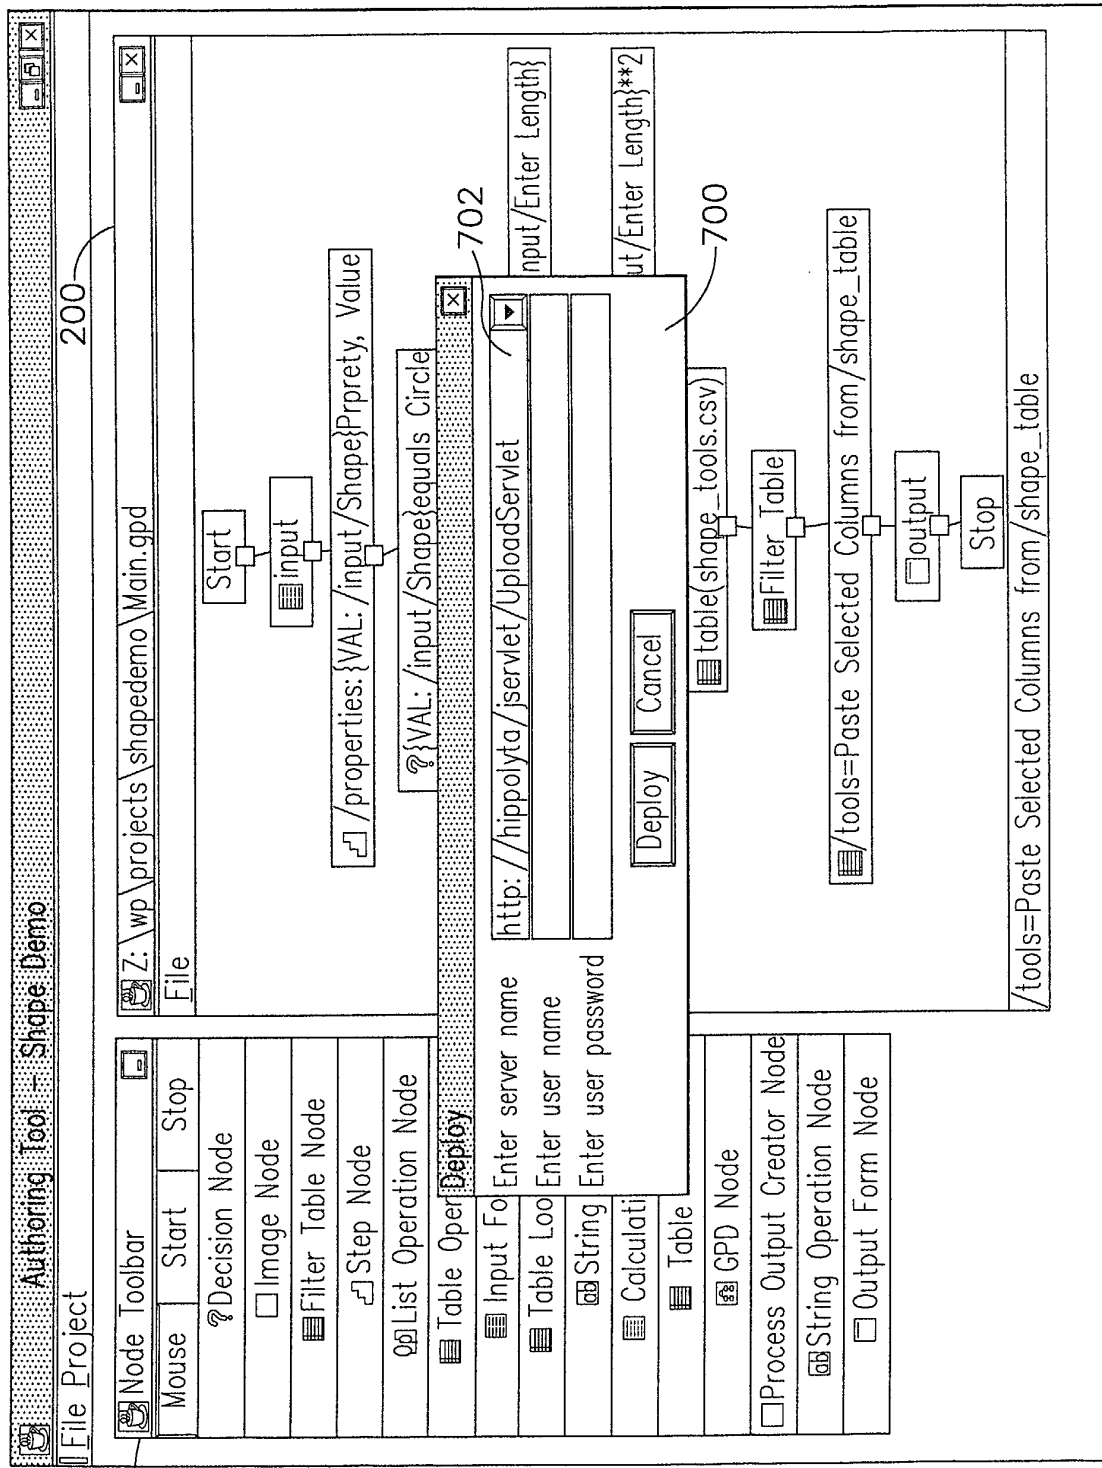 Authoring Tool - Shape Demo
File Project
Node Toolbar
Mouse Start Stop
Decision Node
Image Node
Filter Table Node
Step Node
List Operation Node
Table Oper
Input Fo
Table Loo
String
Calculati
Table
GPD Node
Process Output Creator Node
String Operation Node
Output Form Node
200
Z:\wp\projects\shapedemo\Main.gpd
File
Start
input
/properties:{VAL: /input/Shape}Prprety, Value
?{VAL: /input/Shape}equals Circle
nput/Enter Length}
ut/Enter Length}**2
Deploy
702
Enter server name http: //hippolyta/jservlet/UploadServlet
Enter user name
Enter user password
Deploy Cancel
700
table(shape_tools.csv)
Filter Table
/tools=Paste Selected Columns from/shape_table
output
Stop
/tools=Paste Selected Columns from/shape_table